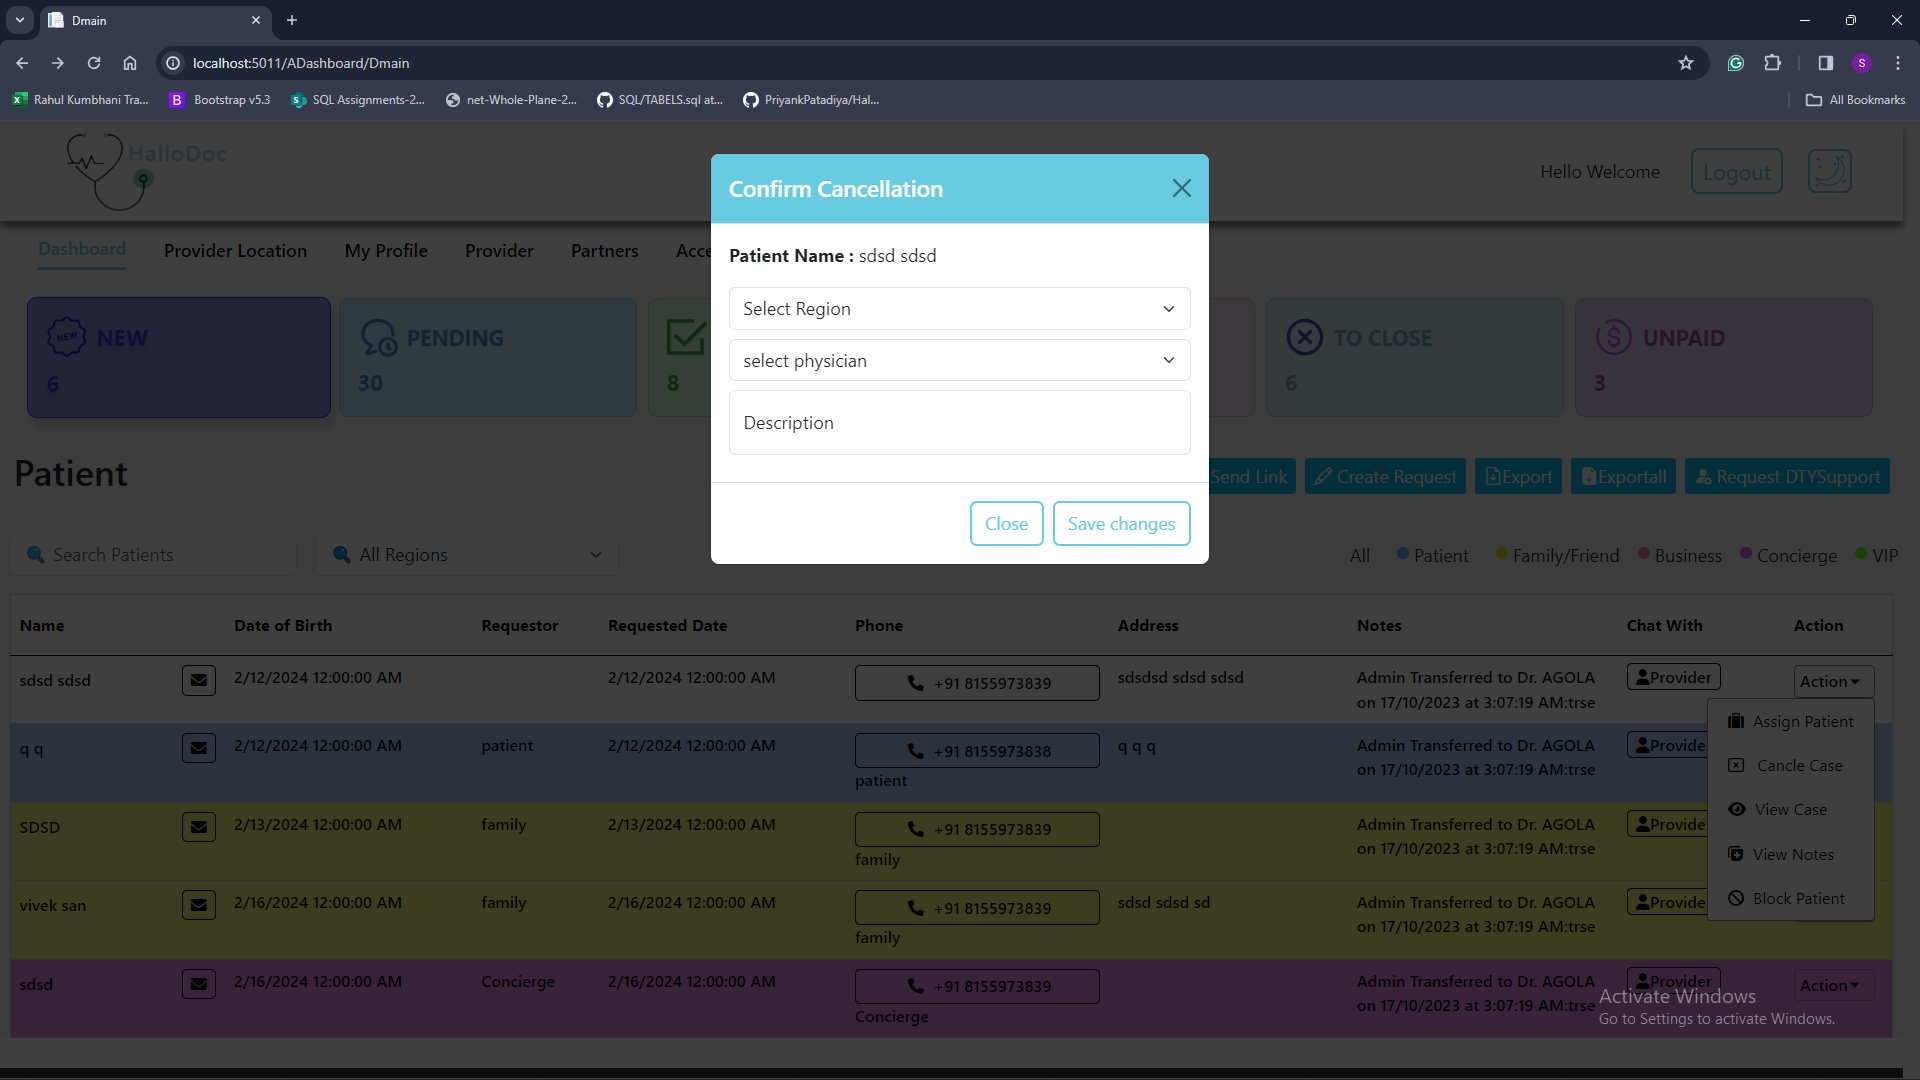 Dmain
localhost:5011/ADashboard/Dmain
S
Rahul Kumbhani Tra...
B Bootstrap v5.3
SQL Assignments-2...
net-Whole-Plane-2...
SQL/TABELS.sql at...
PriyankPatadiya/Hal...
All Bookmarks
HalloDoc
Hello Welcome
Logout
Dashboard
Provider Location
My Profile
Provider
Partners
Acce
Confirm Cancellation
Patient Name : sdsd sdsd
Select Region
select physician
Description
Close
Save changes
NEW
NEW
6
PENDING
30
8
TO CLOSE
6
UNPAID
3
Patient
Send Link
Create Request
Export
Exportall
Request DTYSupport
Search Patients
All Regions
All
Patient
Family/Friend
Business
Concierge
VIP
Name Date of Birth Requestor Requested Date Phone Address Notes Chat With Action
sdsd sdsd 2/12/2024 12:00:00 AM 2/12/2024 12:00:00 AM +91 8155973839 sdsdsd sdsd sdsd Admin Transferred to Dr. AGOLA Provider Action
on 17/10/2023 at 3:07:19 AM:trse
q q 2/12/2024 12:00:00 AM patient 2/12/2024 12:00:00 AM +91 8155973838 q q q Admin Transferred to Dr. AGOLA Provide
patient on 17/10/2023 at 3:07:19 AM:trse
SDSD 2/13/2024 12:00:00 AM family 2/13/2024 12:00:00 AM +91 8155973839 Admin Transferred to Dr. AGOLA Provide
family on 17/10/2023 at 3:07:19 AM:trse
vivek san 2/16/2024 12:00:00 AM family 2/16/2024 12:00:00 AM +91 8155973839 sdsd sdsd sd Admin Transferred to Dr. AGOLA Provide
family on 17/10/2023 at 3:07:19 AM:trse
sdsd 2/16/2024 12:00:00 AM Concierge 2/16/2024 12:00:00 AM +91 8155973839 Admin Transferred to Dr. AGOLA Provider Action
Concierge on 17/10/2023 at 3:07:19 AM:trse
Assign Patient
Cancle Case
View Case
View Notes
Block Patient
Activate Windows
Go to Settings to activate Windows.